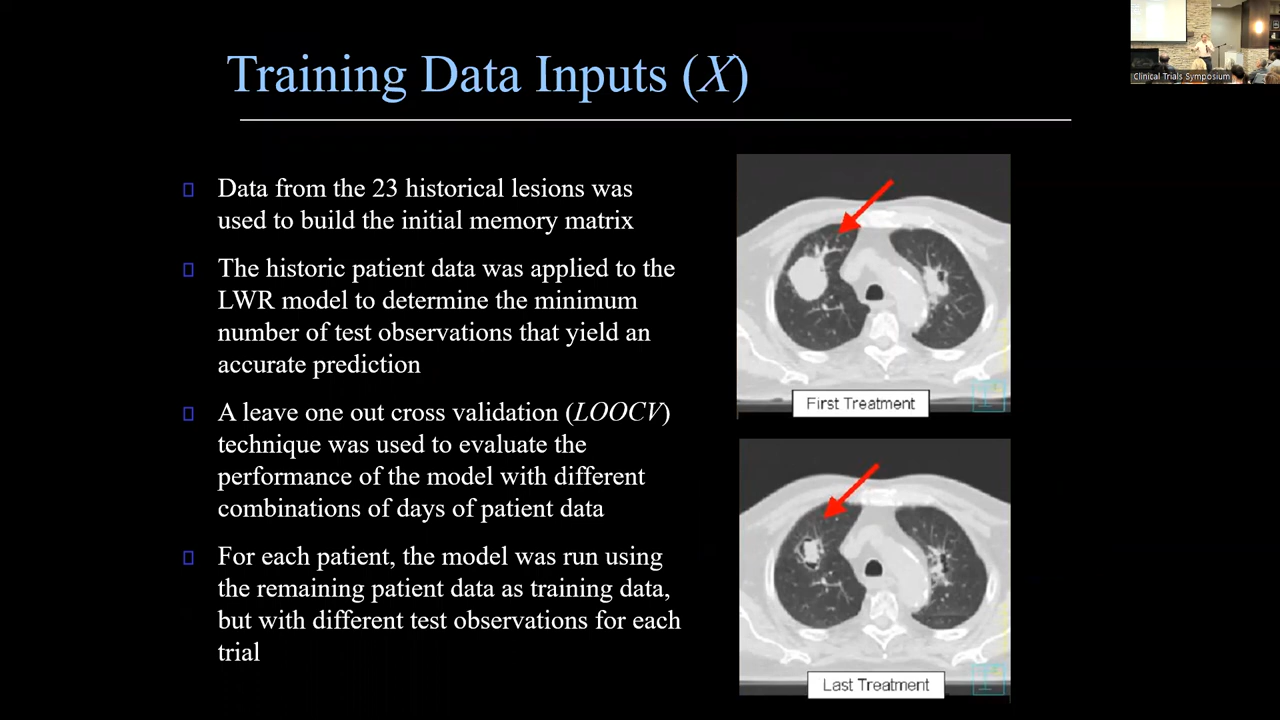 Training Data Inputs (X)
Clinical Trials Symposium
Data from the 23 historical lesions was
used to build the initial memory matrix
The historic patient data was applied to the
LWR model to determine the minimum
number of test observations that yield an
accurate prediction
A leave one out cross validation (LOOCV)
technique was used to evaluate the
performance of the model with different
combinations of days of patient data
For each patient, the model was run using
the remaining patient data as training data,
but with different test observations for each
trial
First Treatment
Last Treatment